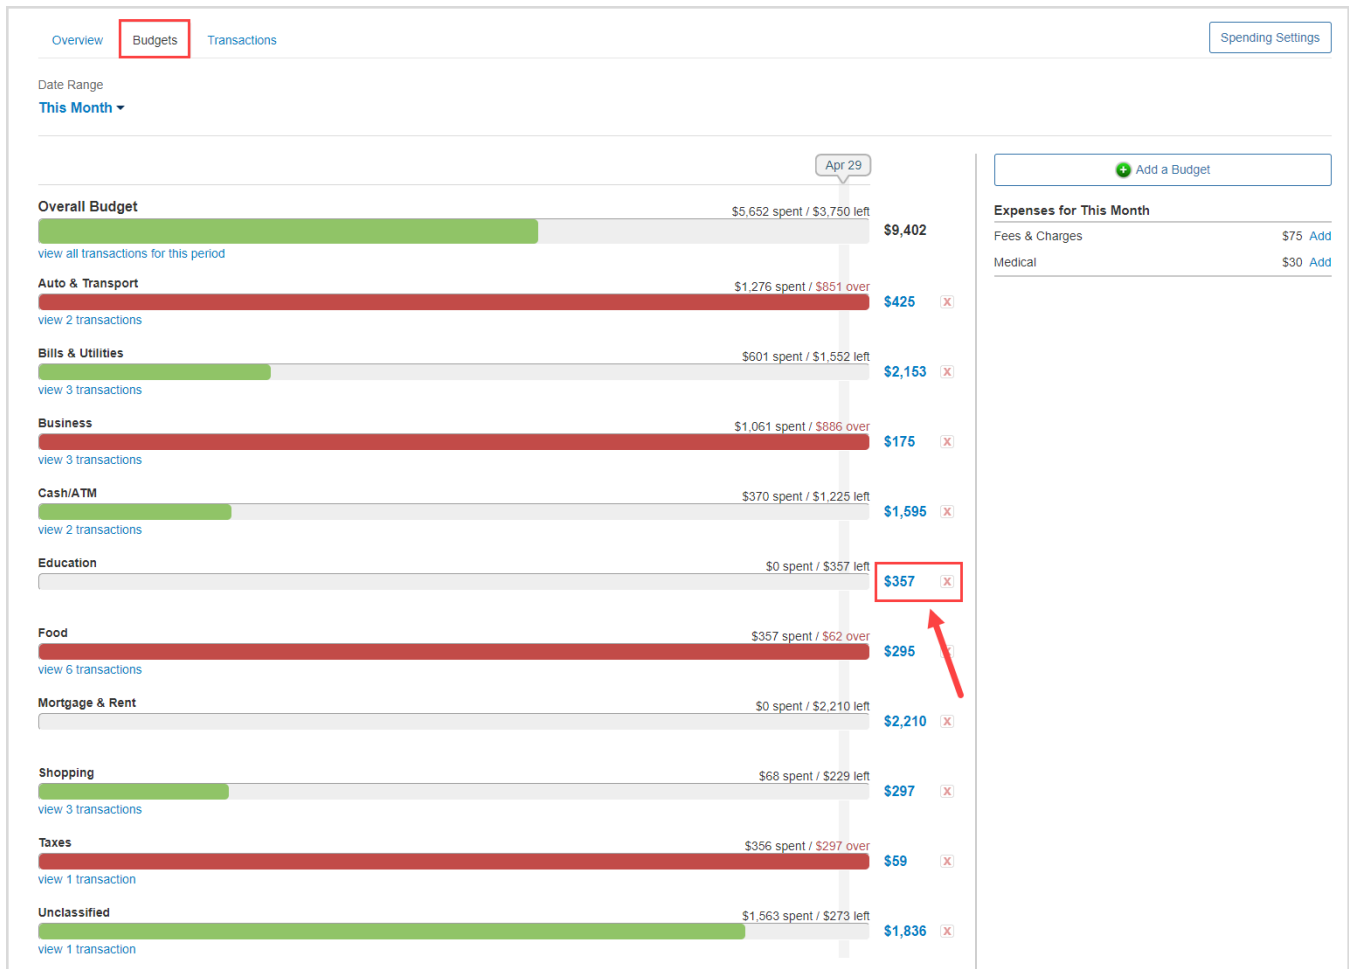 Overview Budgets Transactions Spending Settings
Date Range
This Month
Apr 29
Overall Budget
$5,652 spent / $3,750 left
$9,402
view all transactions for this period
Auto & Transport
$1,276 spent / $851 over
$425 X
view 2 transactions
Bills & Utilities
$601 spent / $1,552 left
$2,153 X
view 3 transactions
Business
$1,061 spent / $886 over
$175 X
view 3 transactions
Cash/ATM
$370 spent / $1,225 left
$1,595 X
view 2 transactions
Education
$0 spent / $357 left
$357 X
Food
$357 spent / $62 over
$295
view 6 transactions
Mortgage & Rent
$0 spent / $2,210 left
$2,210 X
Shopping
$68 spent / $229 left
$297 X
view 3 transactions
Taxes
$356 spent / $297 over
$59 X
view 1 transaction
Unclassified
$1,563 spent / $273 left
$1,836 X
view 1 transaction
Add a Budget
Expenses for This Month
Fees & Charges $75 Add
Medical $30 Add